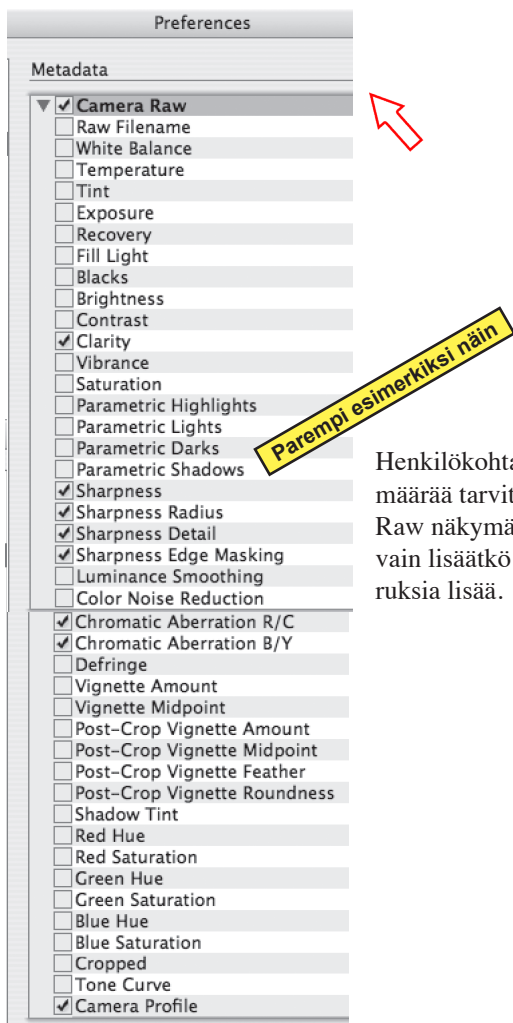 Preferences
Metadata
Camera Raw
Raw Filename
White Balance
Temperature
Tint
Exposure
Recovery
Fill Light
Blacks
Brightness
Contrast
Clarity
Vibrance
Saturation
Parametric Highlights
Parametric Lights
Parametric Darks
Parametric Shadows
Sharpness
Sharpness Radius
Sharpness Detail
Sharpness Edge Masking
Luminance Smoothing
Color Noise Reduction
Chromatic Aberration R/C
Chromatic Aberration B/Y
Defringe
Vignette Amount
Vignette Midpoint
Post-Crop Vignette Amount
Post-Crop Vignette Midpoint
Post-Crop Vignette Feather
Post-Crop Vignette Roundness
Shadow Tint
Red Hue
Red Saturation
Green Hue
Green Saturation
Blue Hue
Blue Saturation
Cropped
Tone Curve
Camera Profile
Parempi esimerkiksi näin
Henkilökohta
määrää tarvit
Raw näkymä
vain lisäätkö
ruksia lisää.